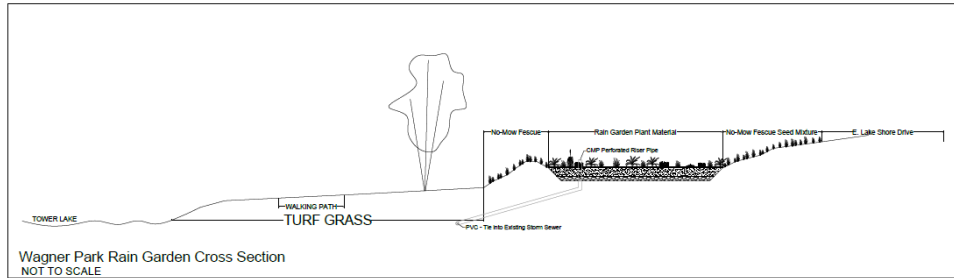 No-Mow Fescue
Rain Garden Plant Material
No-Mow Fescue Seed Mixture
E. Lake Shore Drive
CMP Perforated Riser Pipe
WALKING PATH
TOWER LAKE
TURF GRASS
PVC - Tie into Existing Storm Sewer
Wagner Park Rain Garden Cross Section
NOT TO SCALE